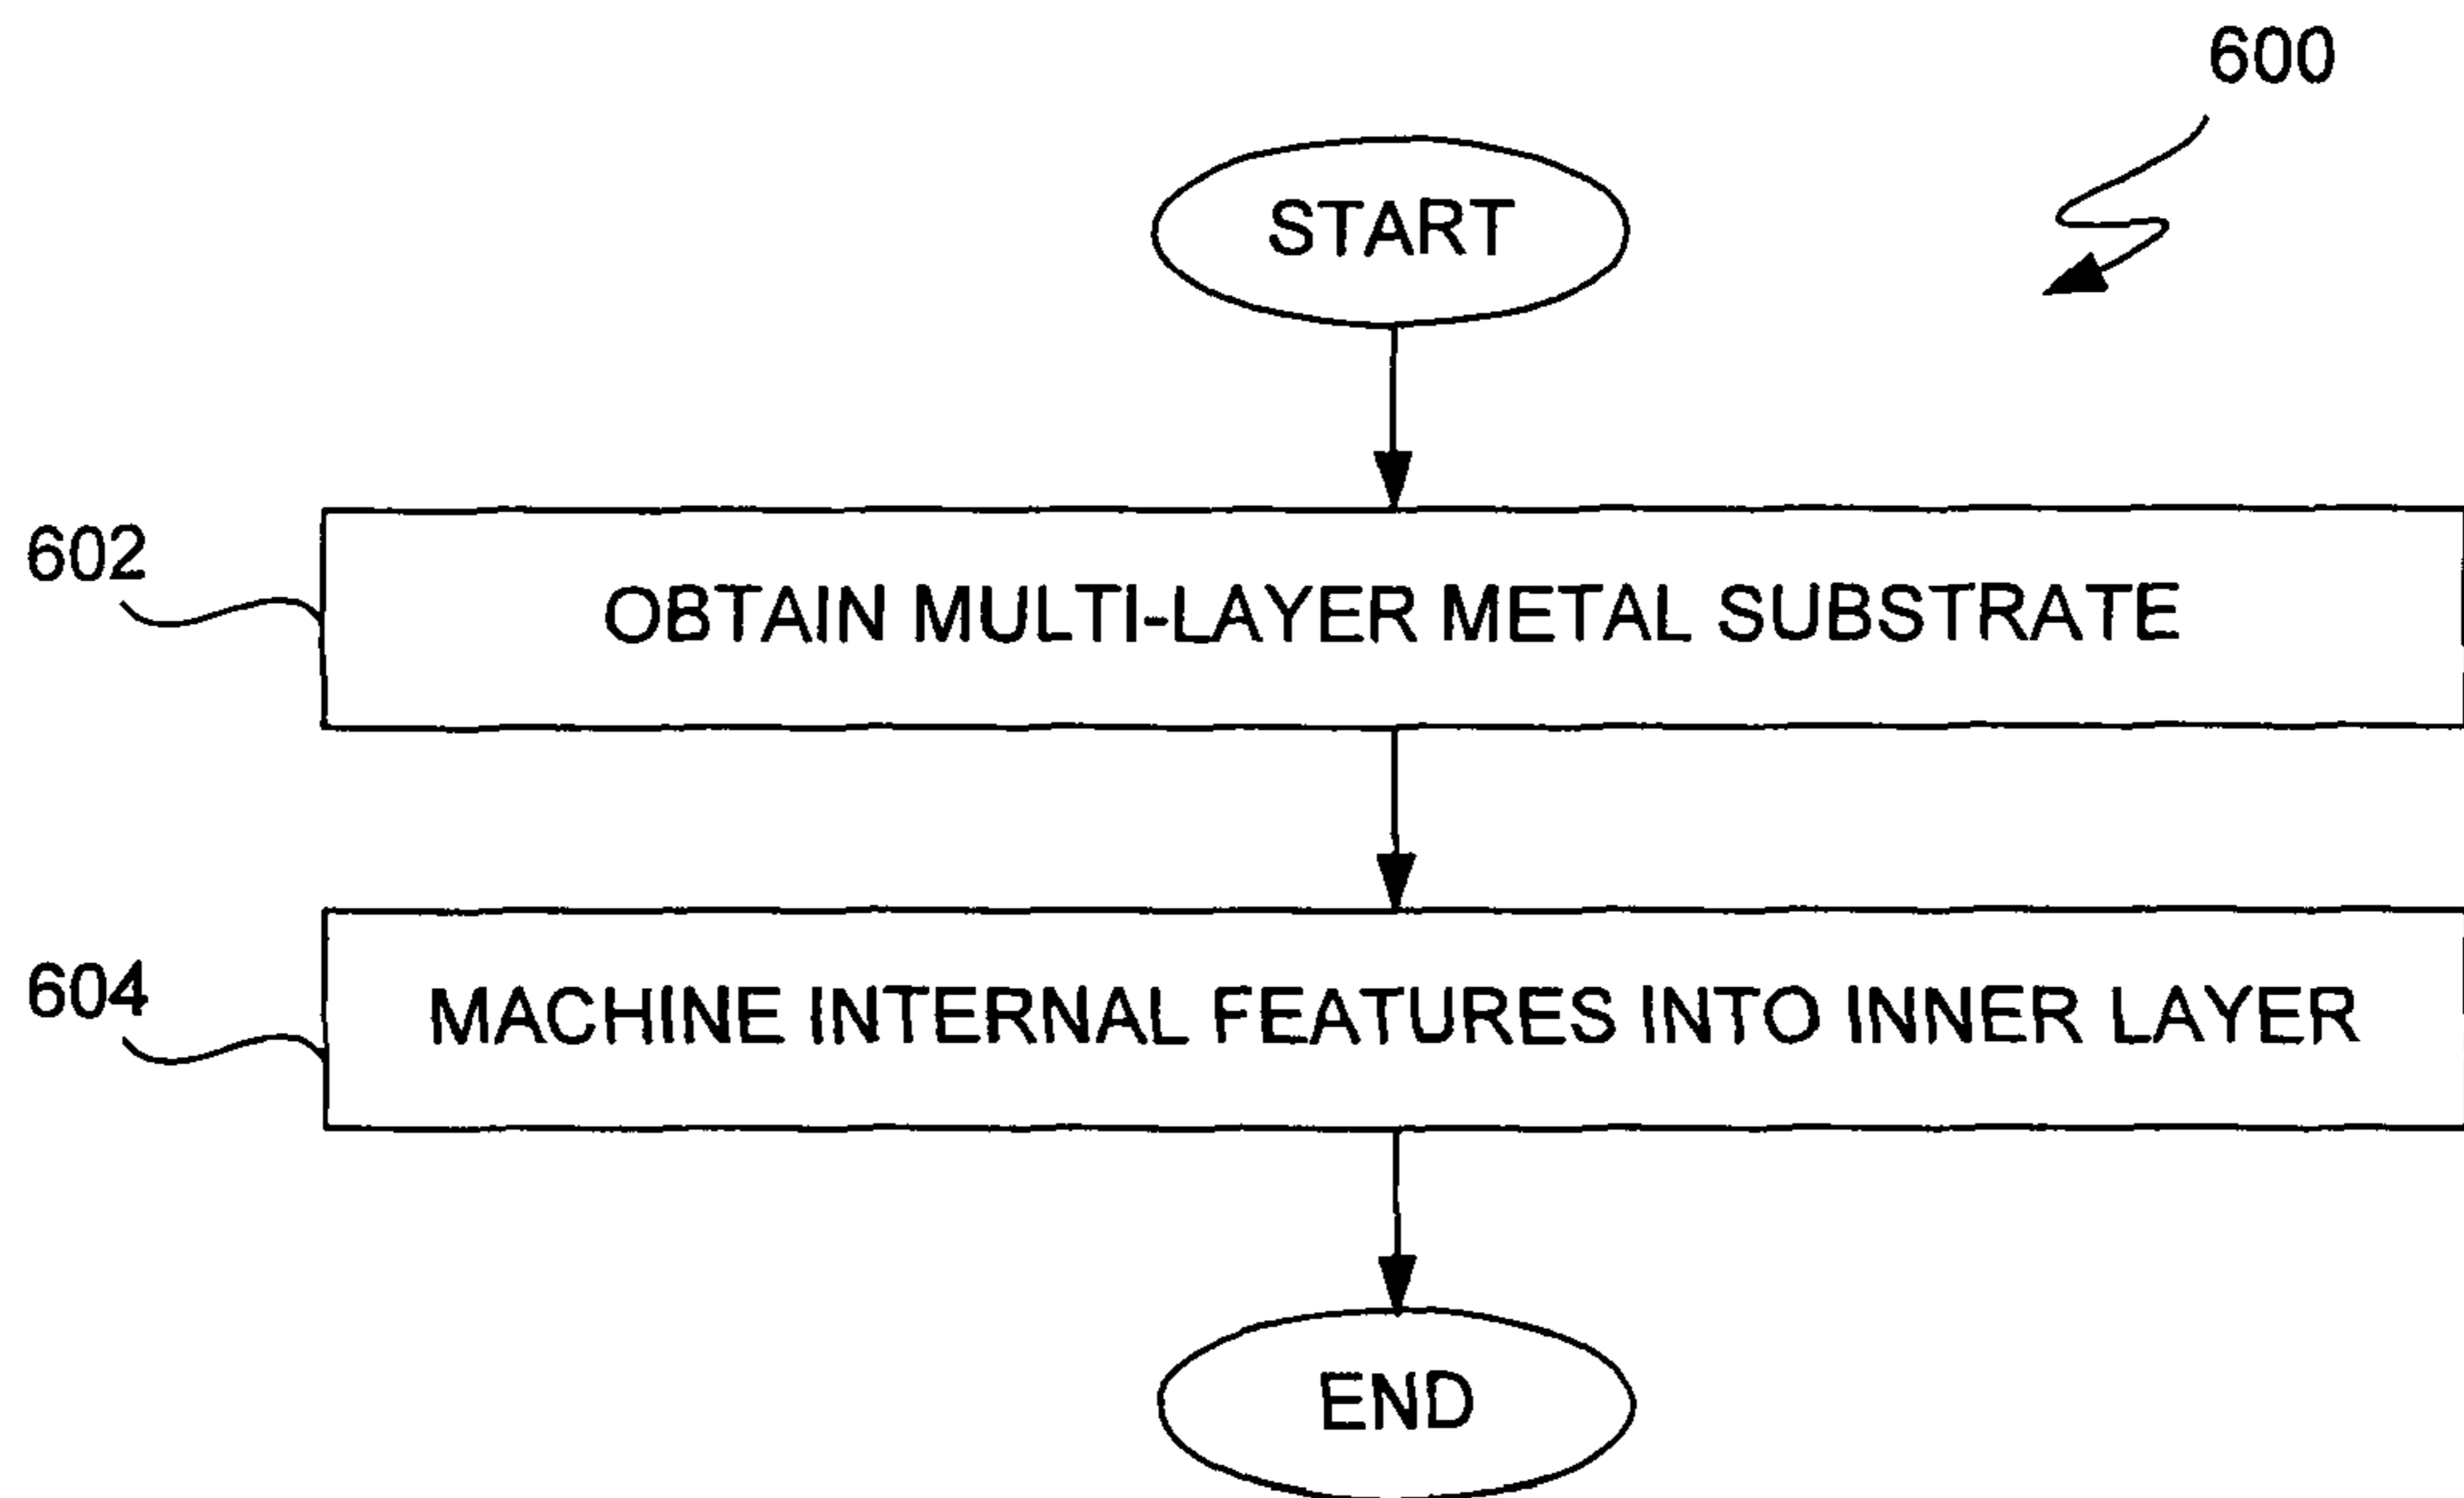 600
START
602
OBTAIN MULTI-LAYER METAL SUBSTRATE
604
MACHINE INTERNAL FEATURES INTO INNER LAYER
END